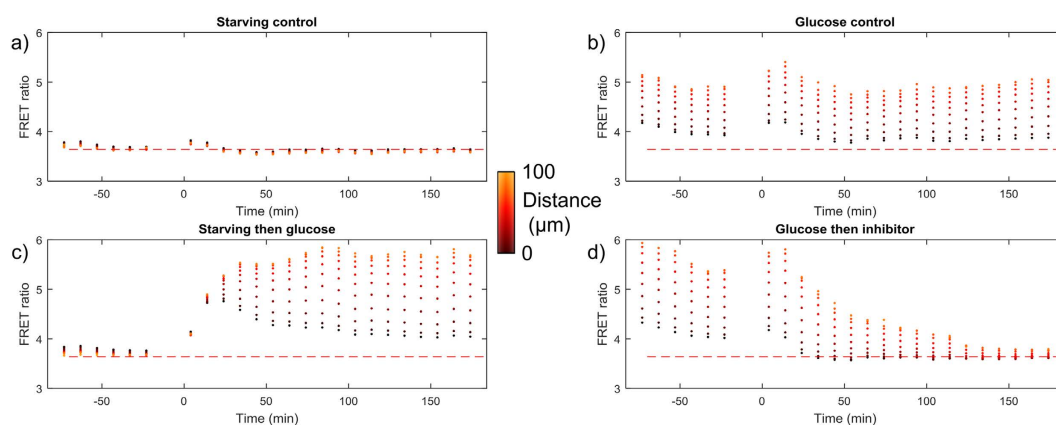 Starving control
a)
6
5
4
3
FRET ratio
-50 0 50 100 150
Time (min)
Glucose control
b)
6
5
4
3
FRET ratio
-50 0 50 100 150
Time (min)
100
Distance
(µm)
0
Starving then glucose
c)
6
5
4
3
FRET ratio
-50 0 50 100 150
Time (min)
Glucose then inhibitor
d)
6
5
4
3
FRET ratio
-50 0 50 100 150
Time (min)